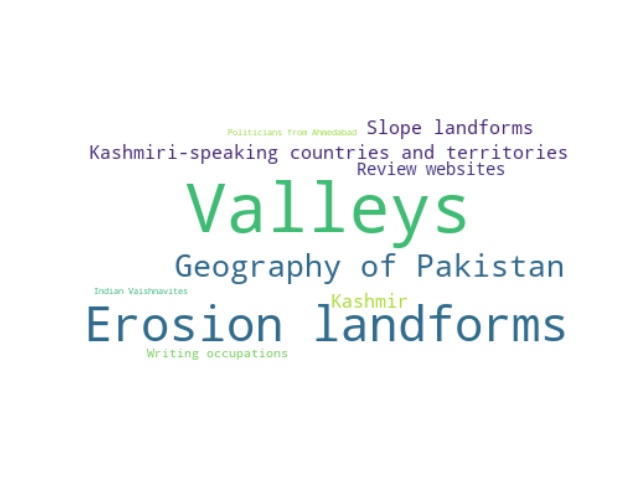 Politicians from Ahmedabad
Slope landforms
Kashmiri-speaking countries and territories
Review websites
Valleys
Geography of Pakistan
Indian Vaishnavites
Kashmir
Erosion landforms
Writing occupations